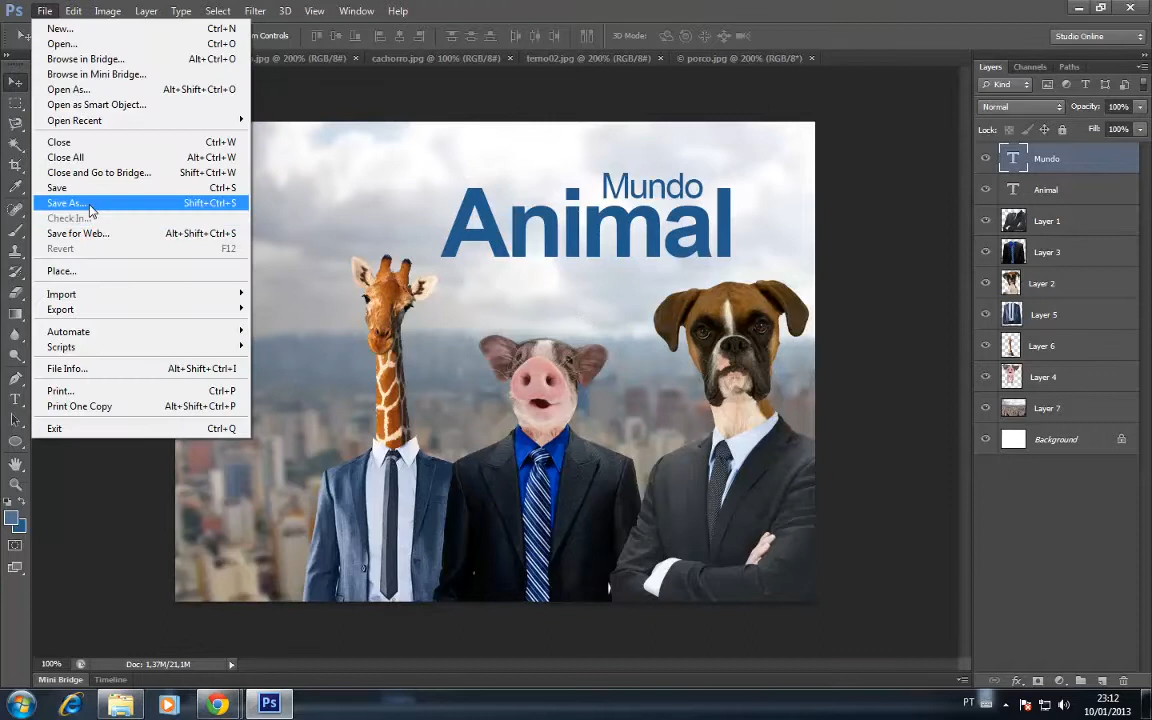 Ps File Edit Image Layer Type Select Filter 3D View Window Help
m Controls 3D Mode: Studio Online
.jpg @ 200% (RGB/8#) × cachorro.jpg @ 100% (RGB/8#) × terno02.jpg @ 200% (RGB/8#) × © porco.jpg @ 200% (RGB/8*) ×
New... Ctrl+N
Open... Ctrl+O
Browse in Bridge... Alt+Ctrl+O
Browse in Mini Bridge...
Open As... Alt+Shift+Ctrl+O
Open as Smart Object...
Open Recent
Close Ctrl+W
Close All Alt+Ctrl+W
Close and Go to Bridge... Shift+Ctrl+W
Save Ctrl+S
Save As... Shift+Ctrl+S
Check In...
Save for Web... Alt+Shift+Ctrl+S
Revert F12
Place...
Import
Export
Automate
Scripts
File Info... Alt+Shift+Ctrl+I
Print... Ctrl+P
Print One Copy Alt+Shift+Ctrl+P
Exit Ctrl+Q
Mundo
Animal
Layers Channels Paths
Kind
Normal Opacity: 100%
Lock: Fill: 100%
T Mundo
T Animal
Layer 1
Layer 3
Layer 2
Layer 5
Layer 6
Layer 4
Layer 7
Background
100% Doc: 1,37M/21,1M
Mini Bridge Timeline
Ps PT 23:12
10/01/2013